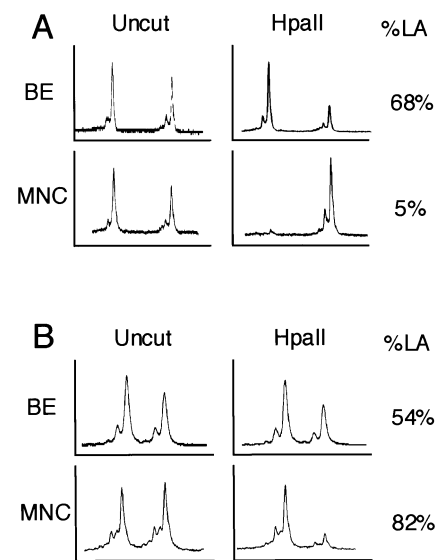 A Uncut HpaII %LA
BE 68%
MNC 5%
B Uncut HpaII %LA
BE 54%
MNC 82%